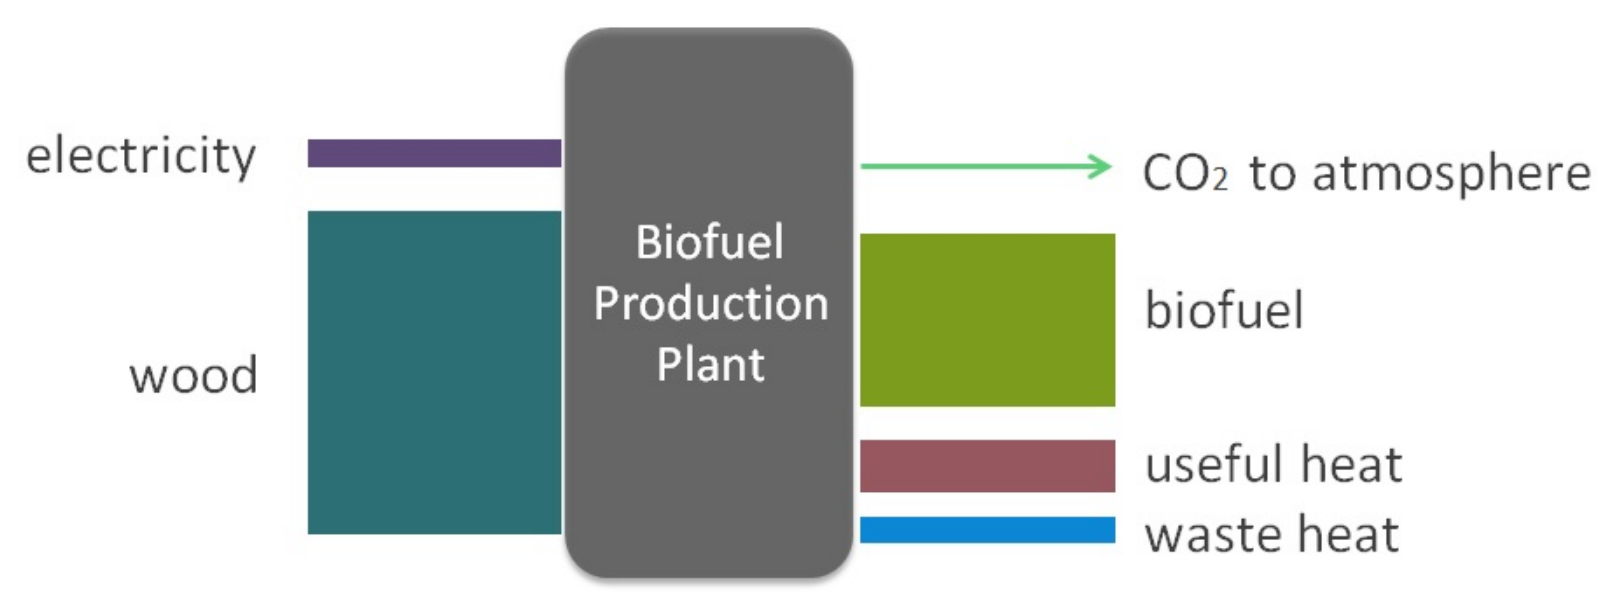 electricity
wood
Biofuel
Production
Plant
CO₂ to atmosphere
biofuel
useful heat
waste heat